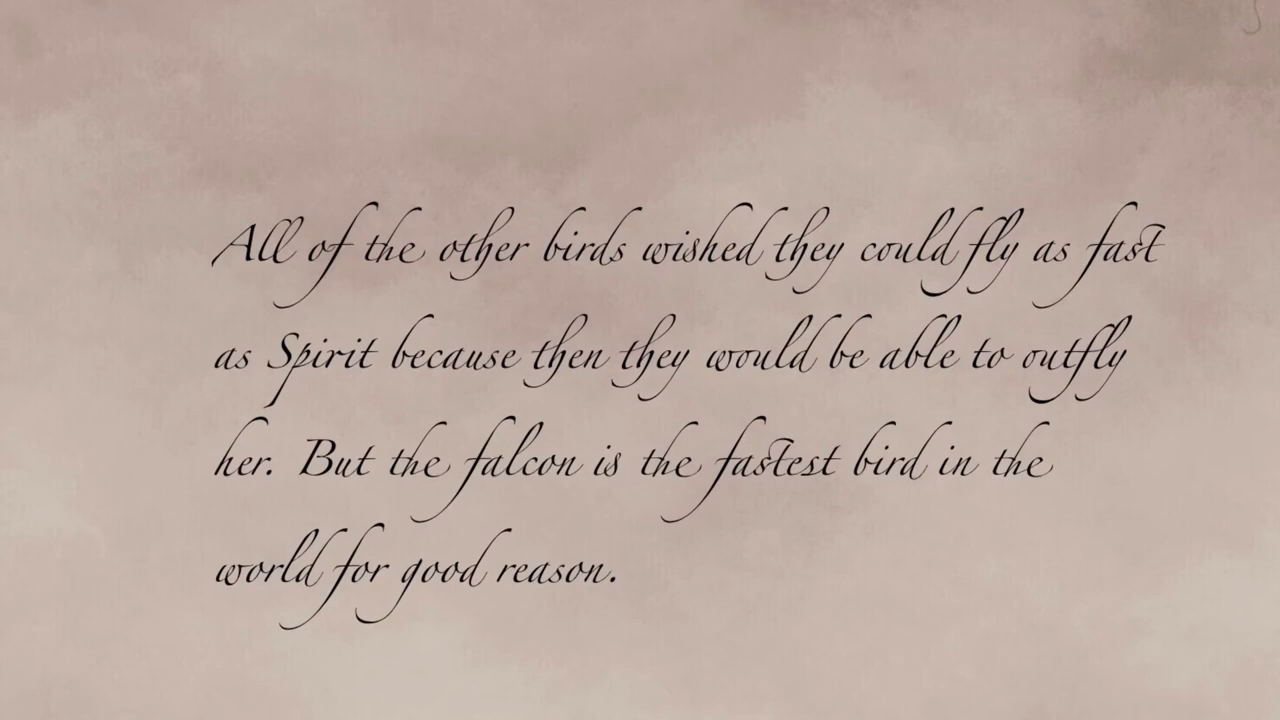 All of the other birds wished they could fly as fast
as Spirit because then they would be able to outfly
her. But the falcon is the fastest bird in the
world for good reason.